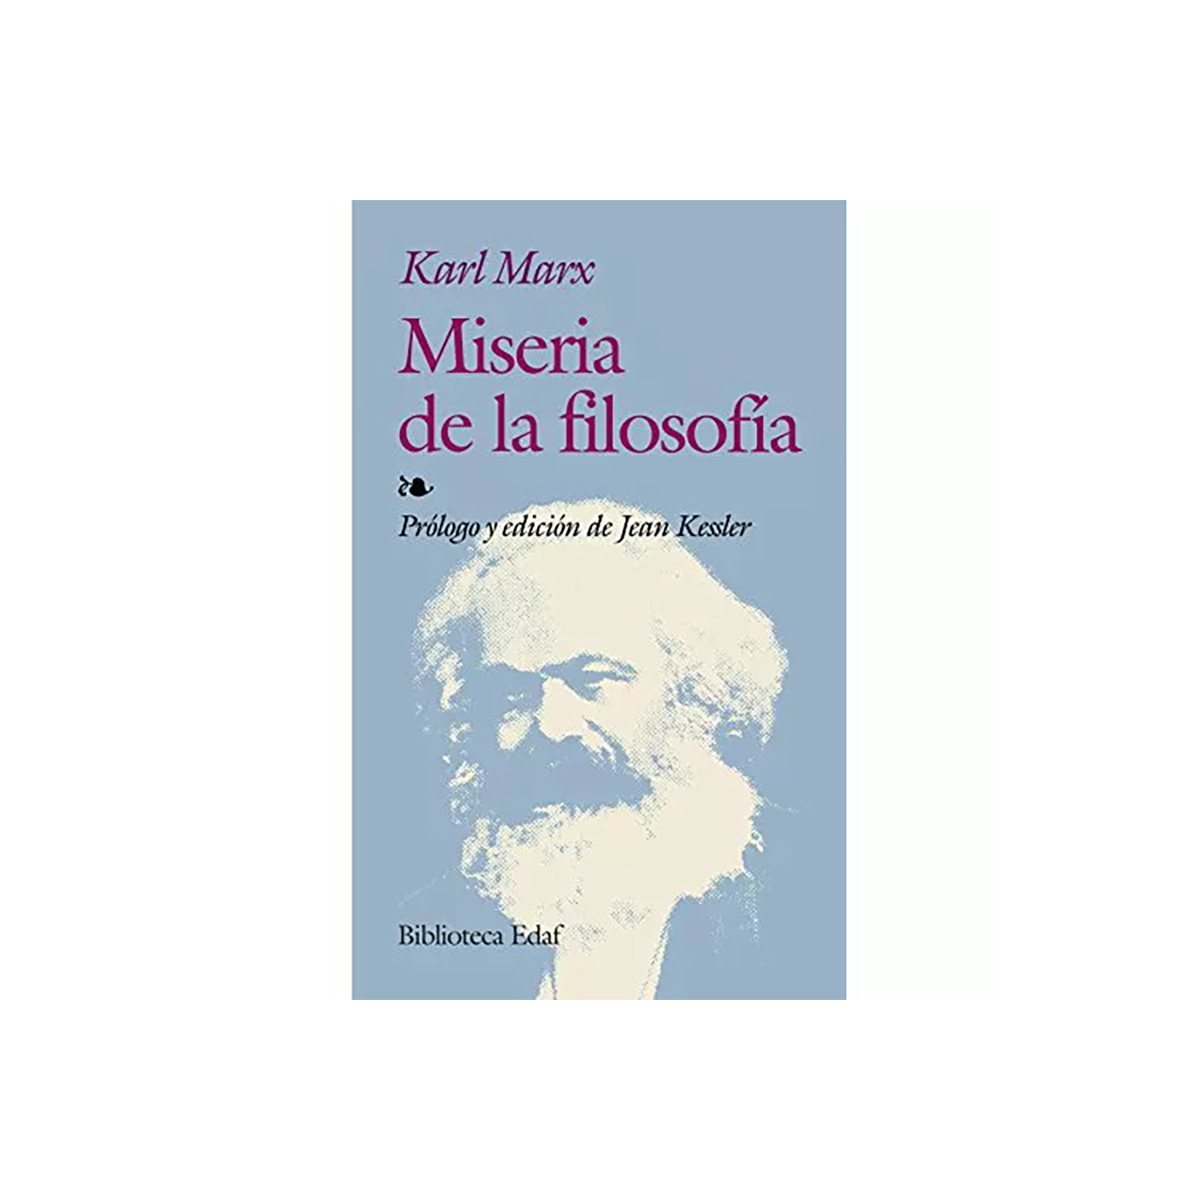 Karl Marx
Miseria
de la filosofía
Prólogo y edición de Jean Kessler
Biblioteca Edaf